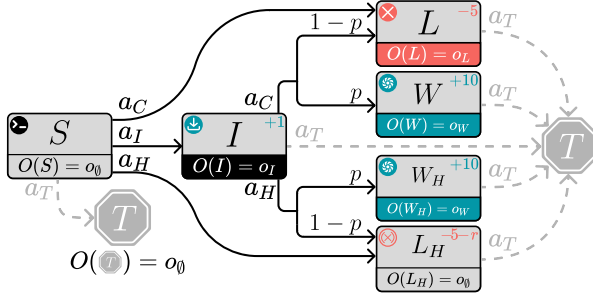 1−p
L −5
O(L) = o_L
a_T
a_C
p
W +10
O(W) = o_W
a_T
S
O(S) = o_∅
a_I
a_H
a_C
I +1
O(I) = o_I
a_H
a_T
T
a_T
T
O(T) = o_∅
p
W_H +10
O(W_H) = o_W
a_T
1−p
L_H −5−r
O(L_H) = o_∅
a_T